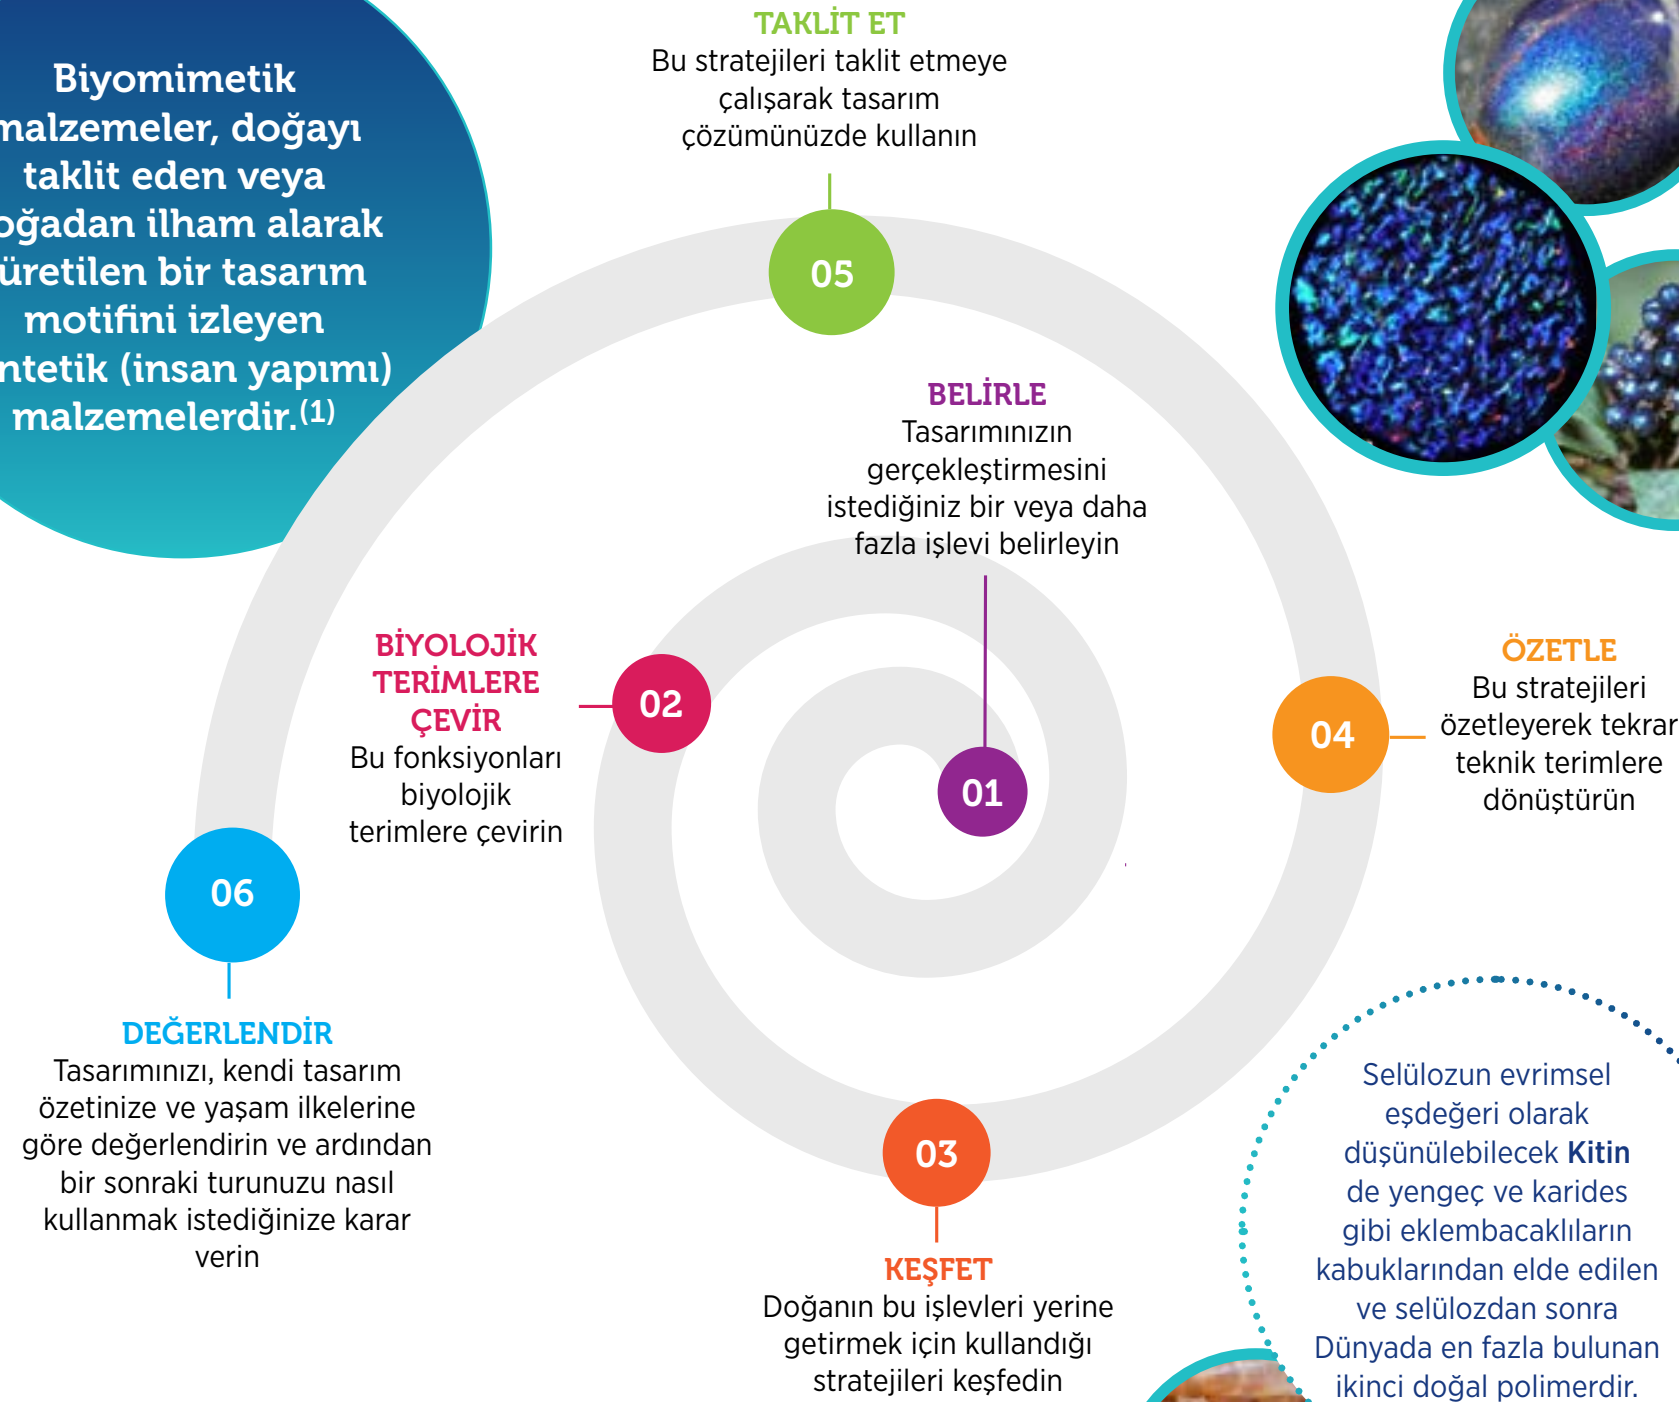 Biyomimetik
malzemeler, doğayı
taklit eden veya
doğadan ilham alarak
üretilen bir tasarım
motifini izleyen
sentetik (insan yapımı)
malzemelerdir.(1)
TAKLİT ET
Bu stratejileri taklit etmeye
çalışarak tasarım
çözümünüzde kullanın
05
BELİRLE
Tasarımınızın
gerçekleştirmesini
istediğiniz bir veya daha
fazla işlevi belirleyin
01
BİYOLOJİK
TERİMLERE
ÇEVİR
Bu fonksiyonları
biyolojik
terimlere çevirin
02
ÖZETLE
Bu stratejileri
özetleyerek tekrar
teknik terimlere
dönüştürün
04
06
DEĞERLENDİR
Tasarımınızı, kendi tasarım
özetinize ve yaşam ilkelerine
göre değerlendirin ve ardından
bir sonraki turunuzu nasıl
kullanmak istediğinize karar
verin
03
KEŞFET
Doğanın bu işlevleri yerine
getirmek için kullandığı
stratejileri keşfedin
Selülozun evrimsel
eşdeğeri olarak
düşünülebilecek Kitin
de yengeç ve karides
gibi eklembacaklıların
kabuklarından elde edilen
ve selülozdan sonra
Dünyada en fazla bulunan
ikinci doğal polimerdir.